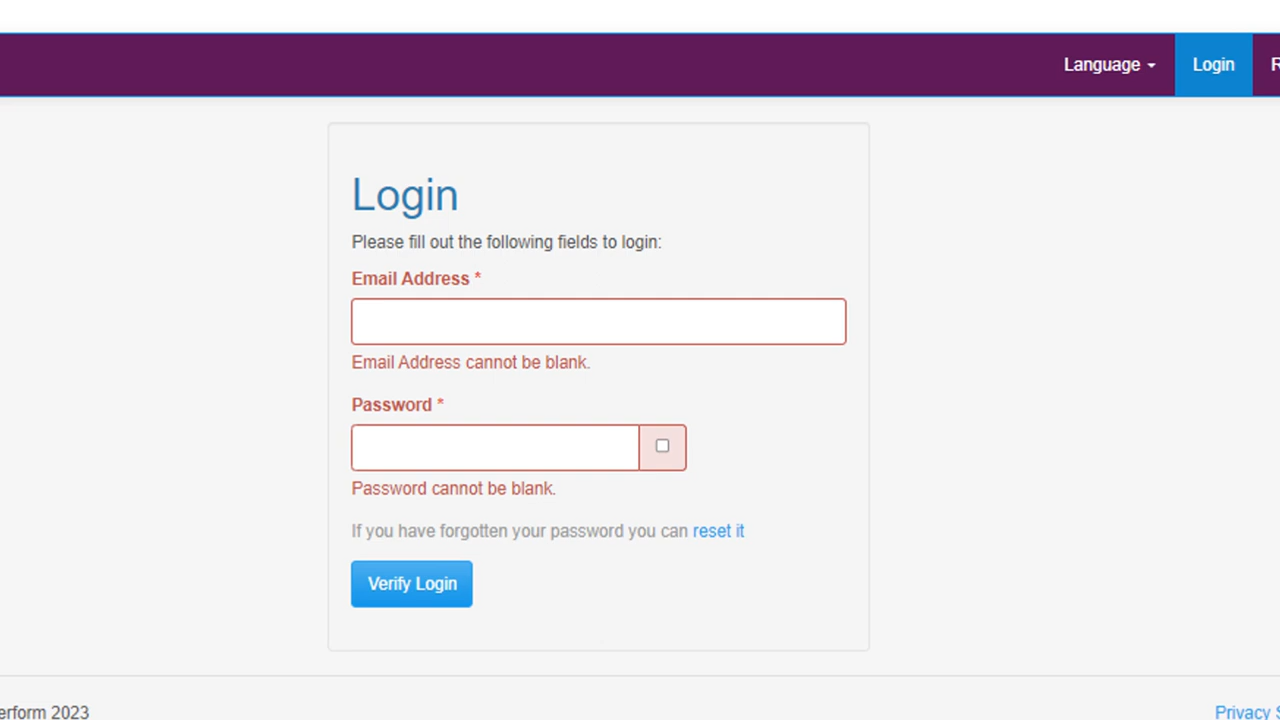 Language Login
Login
Please fill out the following fields to login:
Email Address *
Email Address cannot be blank.
Password *
Password cannot be blank.
If you have forgotten your password you can reset it
Verify Login
erform 2023 Privacy